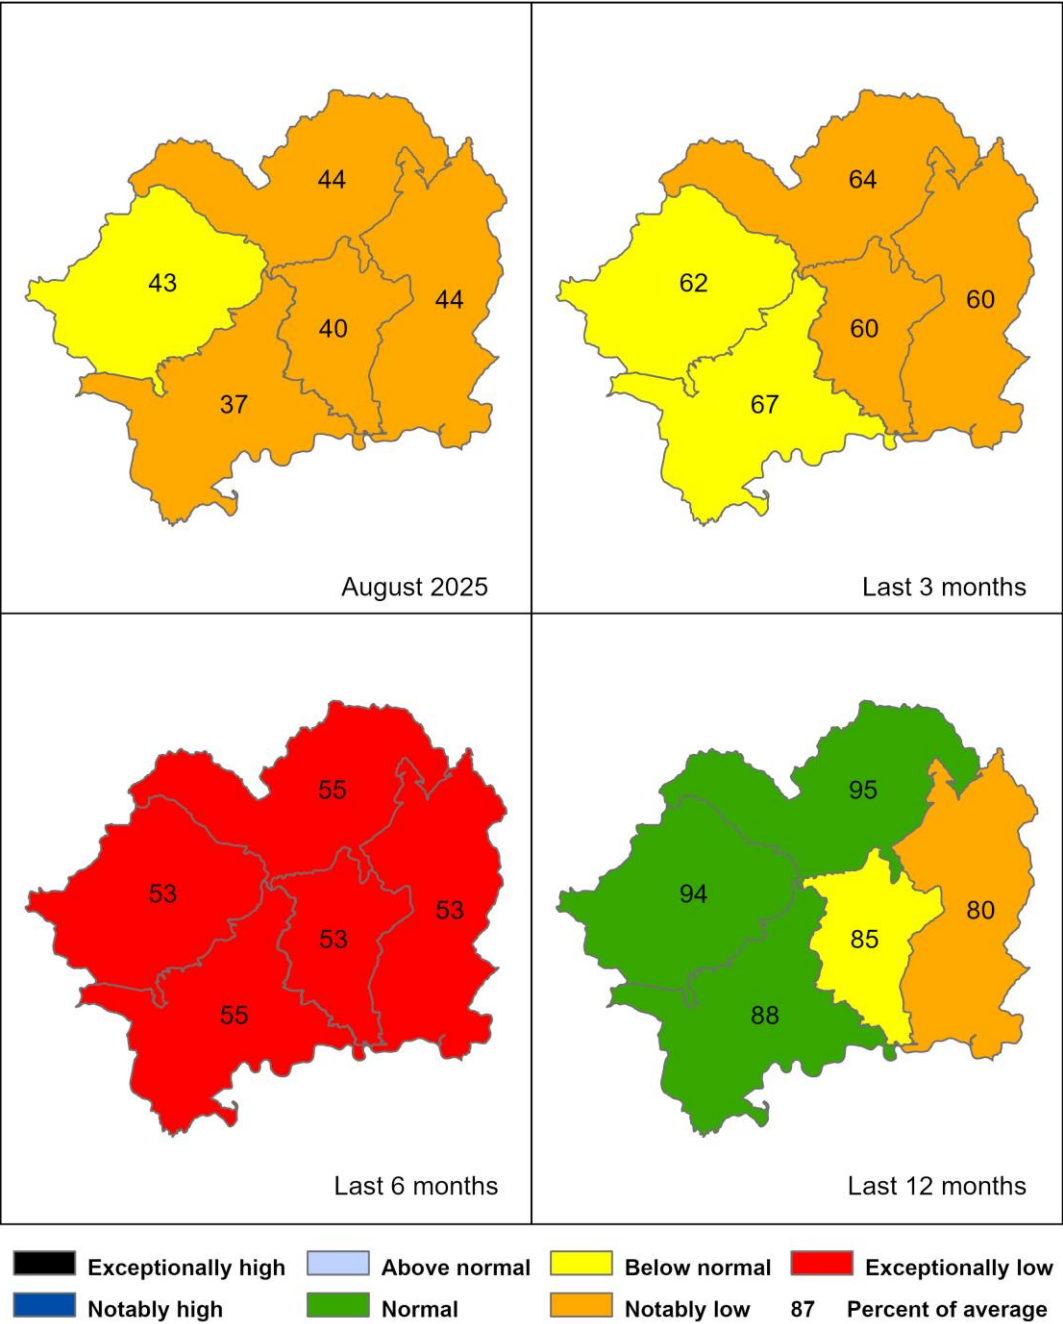 44
43
44
40
37
August 2025
64
62
60
60
67
Last 3 months
55
53
53
53
55
Last 6 months
95
94
80
85
88
Last 12 months
Exceptionally high
Above normal
Below normal
Exceptionally low
Notably high
Normal
Notably low
87 Percent of average